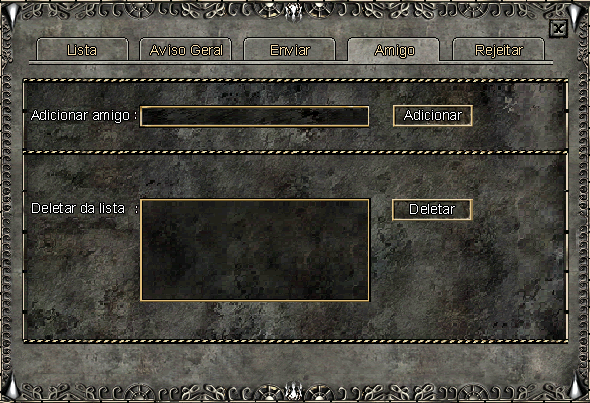 Lista Aviso Geral Enviar Amigo Rejeitar
Adicionar amigo : Adicionar
Deletar da lista : Deletar